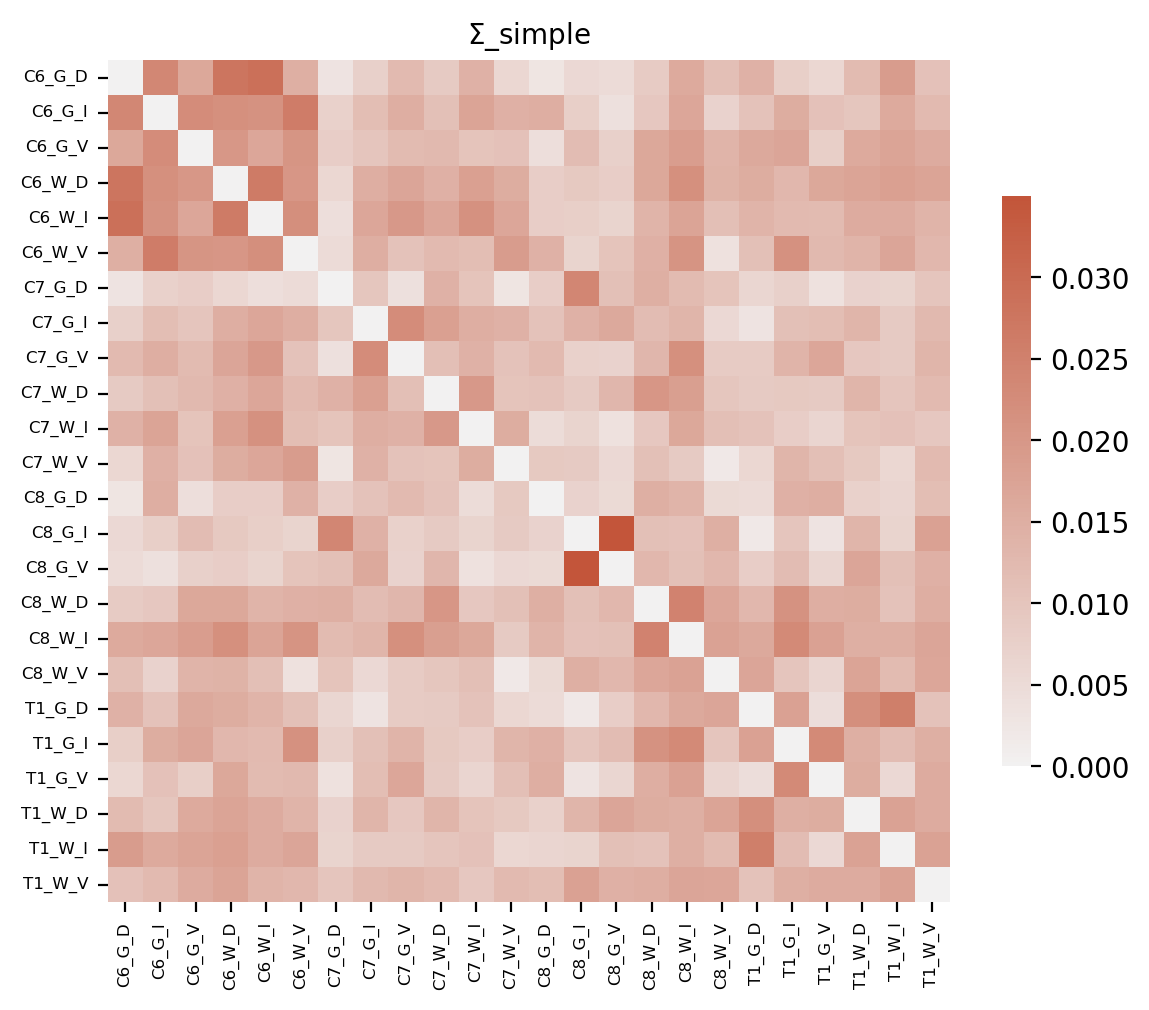 Σ_simple
C6_G_D
C6_G_I
C6_G_V
C6_W_D
C6_W_I
C6_W_V
C7_G_D
C7_G_I
C7_G_V
C7_W_D
C7_W_I
C7_W_V
C8_G_D
C8_G_I
C8_G_V
C8_W_D
C8_W_I
C8_W_V
T1_G_D
T1_G_I
T1_G_V
T1_W_D
T1_W_I
T1_W_V
C6_G_D
C6_G_I
C6_G_V
C6_W_D
C6_W_I
C6_W_V
C7_G_D
C7_G_I
C7_G_V
C7_W_D
C7_W_I
C7_W_V
C8_G_D
C8_G_I
C8_G_V
C8_W_D
C8_W_I
C8_W_V
T1_G_D
T1_G_I
T1_G_V
T1_W_D
T1_W_I
T1_W_V
0.030
0.025
0.020
0.015
0.010
0.005
0.000